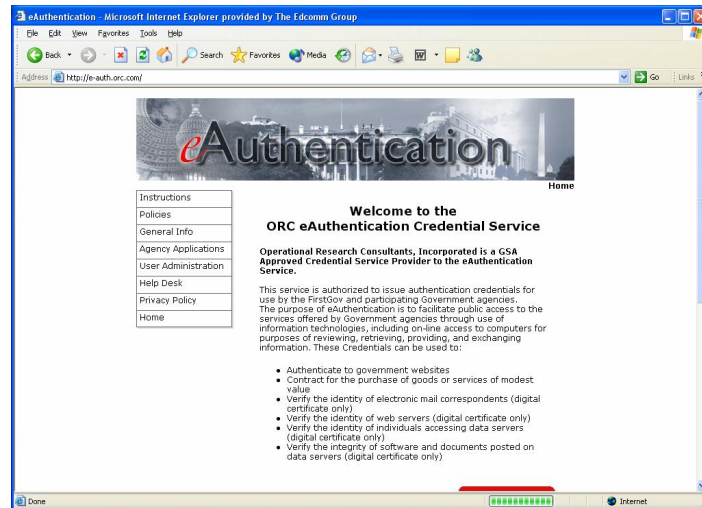 eAuthentication - Microsoft Internet Explorer provided by The Edcomm Group
File Edit View Favorites Tools Help
Back Search Favorites Media
Address http://e-auth.orc.com/ Go Links
eAuthentication
Home
Instructions
Policies
General Info
Agency Applications
User Administration
Help Desk
Privacy Policy
Home
Welcome to the
ORC eAuthentication Credential Service
Operational Research Consultants, Incorporated is a GSA
Approved Credential Service Provider to the eAuthentication
Service.
This service is authorized to issue authentication credentials for
use by the FirstGov and participating Government agencies.
The purpose of eAuthentication is to facilitate public access to the
services offered by Government agencies through use of
information technologies, including on-line access to computers for
purposes of reviewing, retrieving, providing, and exchanging
information. These Credentials can be used to:
• Authenticate to government websites
• Contract for the purchase of goods or services of modest
value
• Verify the identity of electronic mail correspondents (digital
certificate only)
• Verify the identity of web servers (digital certificate only)
• Verify the identity of individuals accessing data servers
(digital certificate only)
• Verify the integrity of software and documents posted on
data servers (digital certificate only)
Done Internet